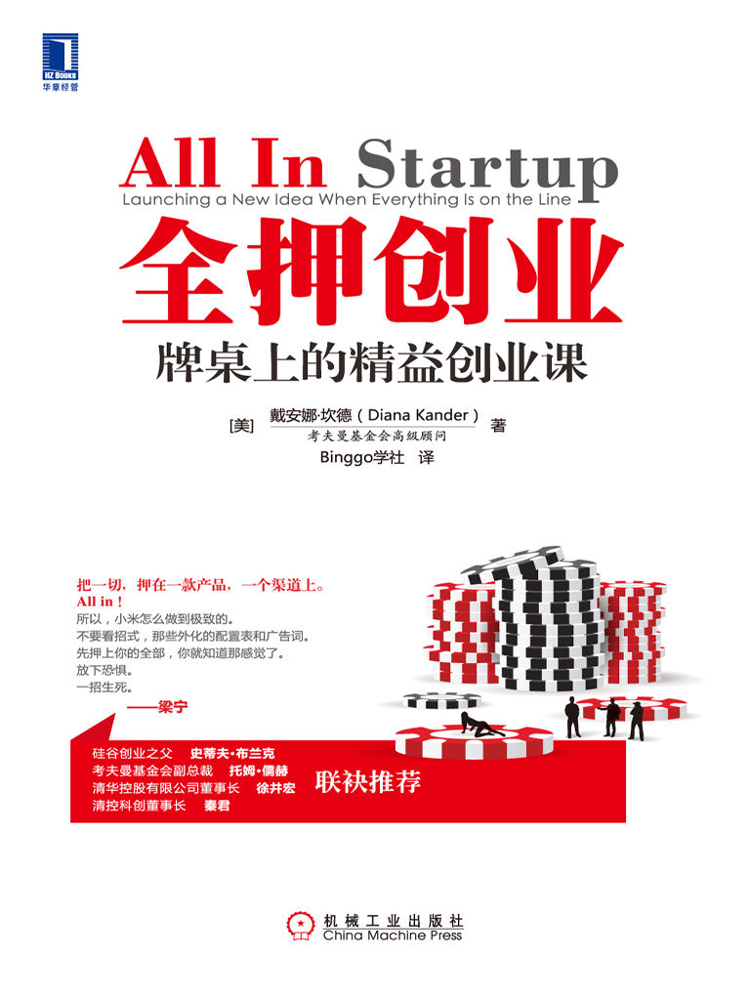 HZ BOOKS
华章经管
All In Startup
Launching a New Idea When Everything Is on the Line
全押创业
牌桌上的精益创业课
[美] 戴安娜·坎德（Diana Kander） 著
考夫曼基金会高级顾问
Binggo学社 译
把一切，押在一款产品，一个渠道上。
All in！
所以，小米怎么做到极致的。
不要看招式，那些外化的配置表和广告词。
先押上你的全部，你就知道那感觉了。
放下恐惧。
一招生死。
——梁宁
硅谷创业之父 史蒂夫·布兰克
考夫曼基金会副总裁 托姆·儒赫
清华控股有限公司董事长 徐井宏
清控科创董事长 秦君
联袂推荐
机械工业出版社
China Machine Press